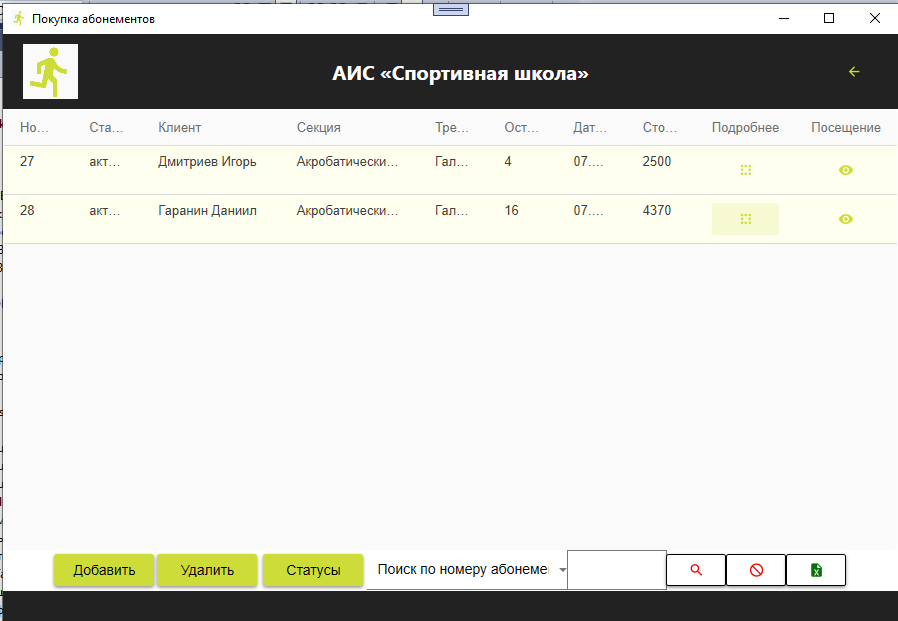 Покупка абонементов
АИС «Спортивная школа»
Но... Ста... Клиент Секция Тре... Ост... Дат... Сто... Подробнее Посещение
27 акт... Дмитриев Игорь Акробатически... Гал... 4 07.... 2500
28 акт... Гаранин Даниил Акробатически... Гал... 16 07.... 4370
Добавить Удалить Статусы Поиск по номеру абонеме